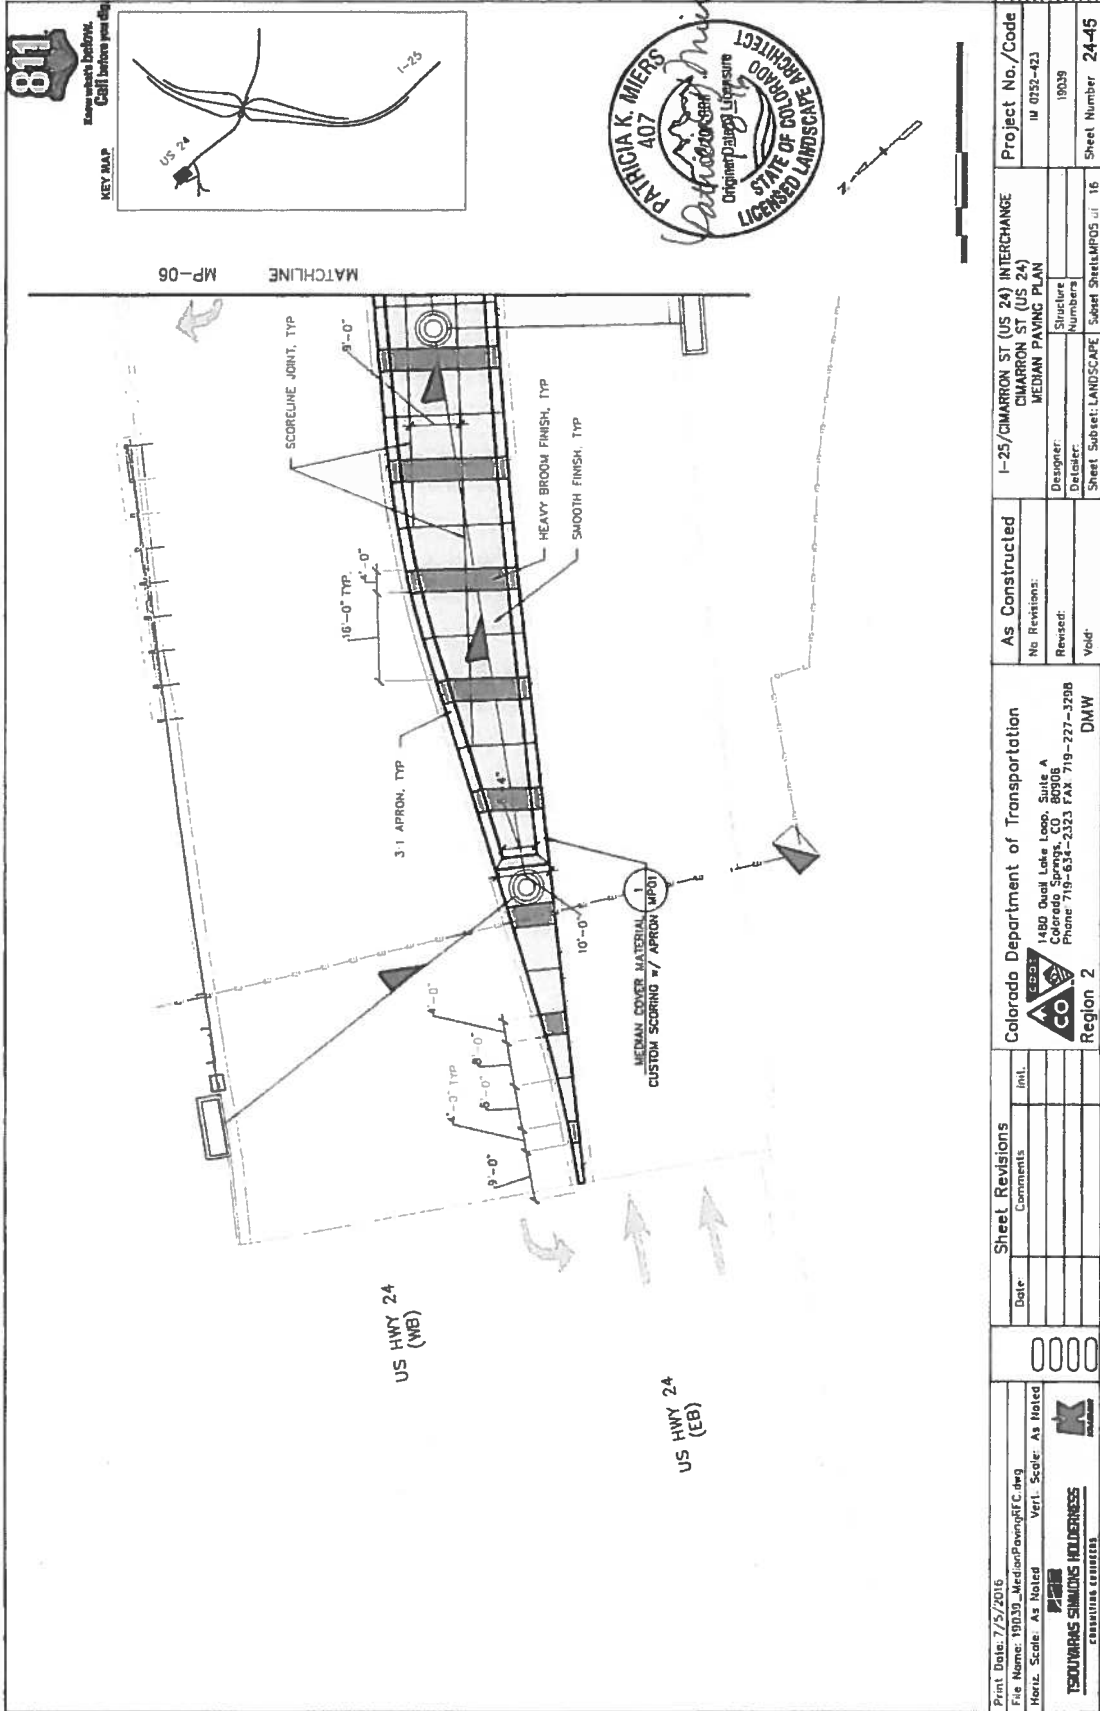 811
Know what's below.
Call before you dig.
KEY MAP
US 24
I-25
PATRICIA K. MIERS
407
Original Date of Licensure
STATE OF COLORADO
LICENSED LANDSCAPE ARCHITECT
N
MATCHLINE MP-06
SCORELINE JOINT, TYP
9'-0"
16'-0" TYP
4'-0"
HEAVY BROOM FINISH, TYP
SMOOTH FINISH, TYP
3:1 APRON, TYP
10'-0"
1
MP01
MEDIAN COVER MATERIAL
CUSTOM SCORING w/ APRON
4'-0"
8'-0"
4'-0" TYP
9'-0"
US HWY 24
(WB)
US HWY 24
(EB)
Print Date: 7/5/2016
File Name: 19039_MedianPavingRFC.dwg
Horiz. Scale: As Noted Vert. Scale: As Noted
TSIOUVARAS SIMMONS HOLDERNESS
CONSULTING ENGINEERS
Sheet Revisions
Date: Comments Init.
Colorado Department of Transportation
1480 Quail Lake Loop, Suite A
Colorado Springs, CO 80906
Phone: 719-634-2323 FAX: 719-227-3298
Region 2 DMW
As Constructed
No Revisions:
Revised:
Void:
I-25/CIMARRON ST (US 24) INTERCHANGE
CIMARRON ST (US 24)
MEDIAN PAVING PLAN
Designer:
Detailer:
Structure
Numbers
Sheet Subset: LANDSCAPE Subset Sheets: MP05 of 16
Project No./Code
IM 0252-423
19039
Sheet Number 24-45